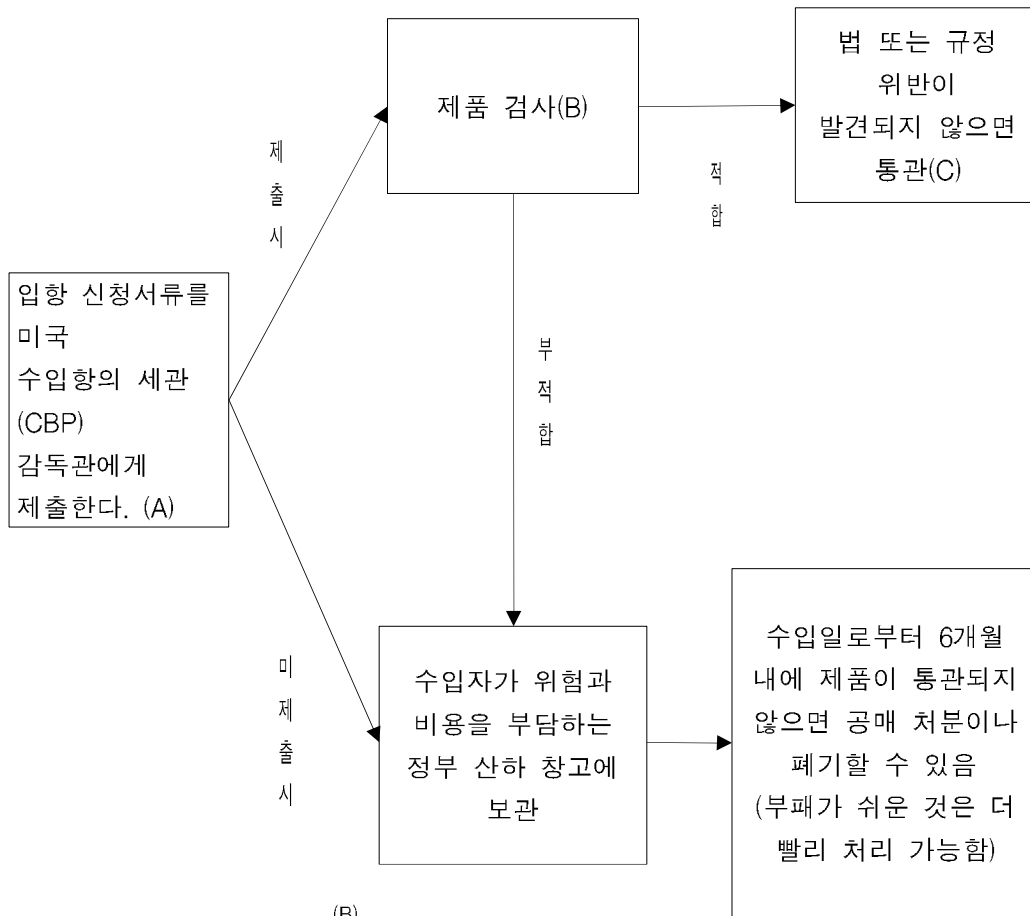 법 또는 규정
위반이
발견되지 않으면
통관(C)
제품 검사(B)
제
출
시
적
합
입항 신청서류를
미국
수입항의 세관
(CBP)
감독관에게
제출한다. (A)
부
적
합
미
제
출
시
수입자가 위험과
비용을 부담하는
정부 산하 창고에
보관
수입일로부터 6개월
내에 제품이 통관되지
않으면 공매 처분이나
폐기할 수 있음
(부패가 쉬운 것은 더
빨리 처리 가능함)
(B)